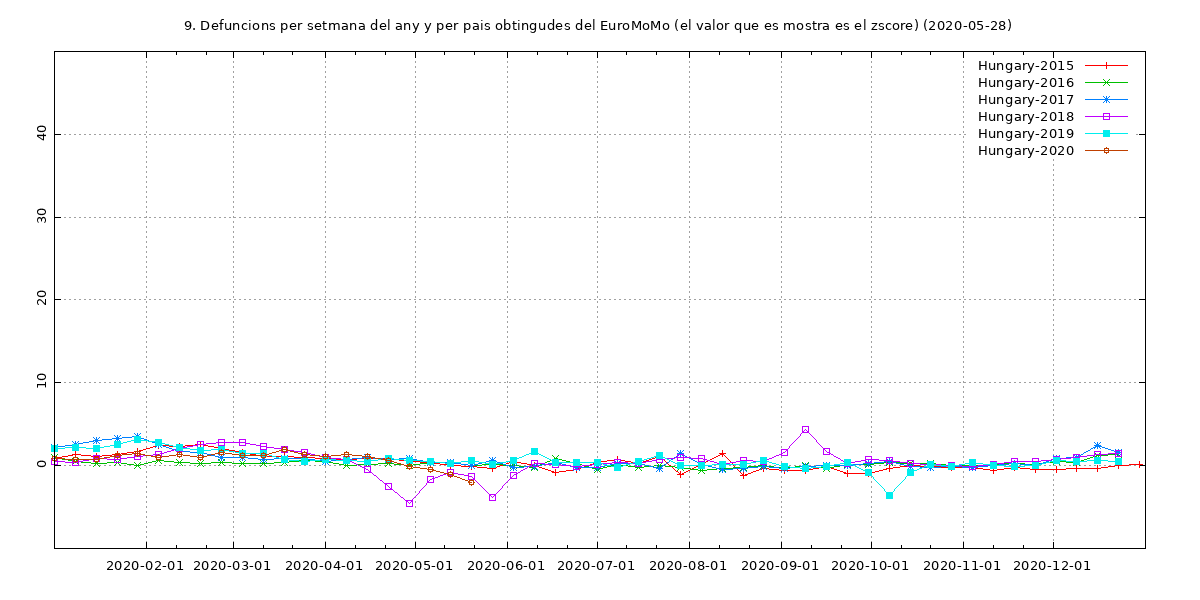 9. Defuncions per setmana del any y per pais obtingudes del EuroMoMo (el valor que es mostra es el zscore) (2020-05-28)
Hungary-2015
Hungary-2016
Hungary-2017
Hungary-2018
Hungary-2019
Hungary-2020
40
30
20
10
0
2020-02-01 2020-03-01 2020-04-01 2020-05-01 2020-06-01 2020-07-01 2020-08-01 2020-09-01 2020-10-01 2020-11-01 2020-12-01